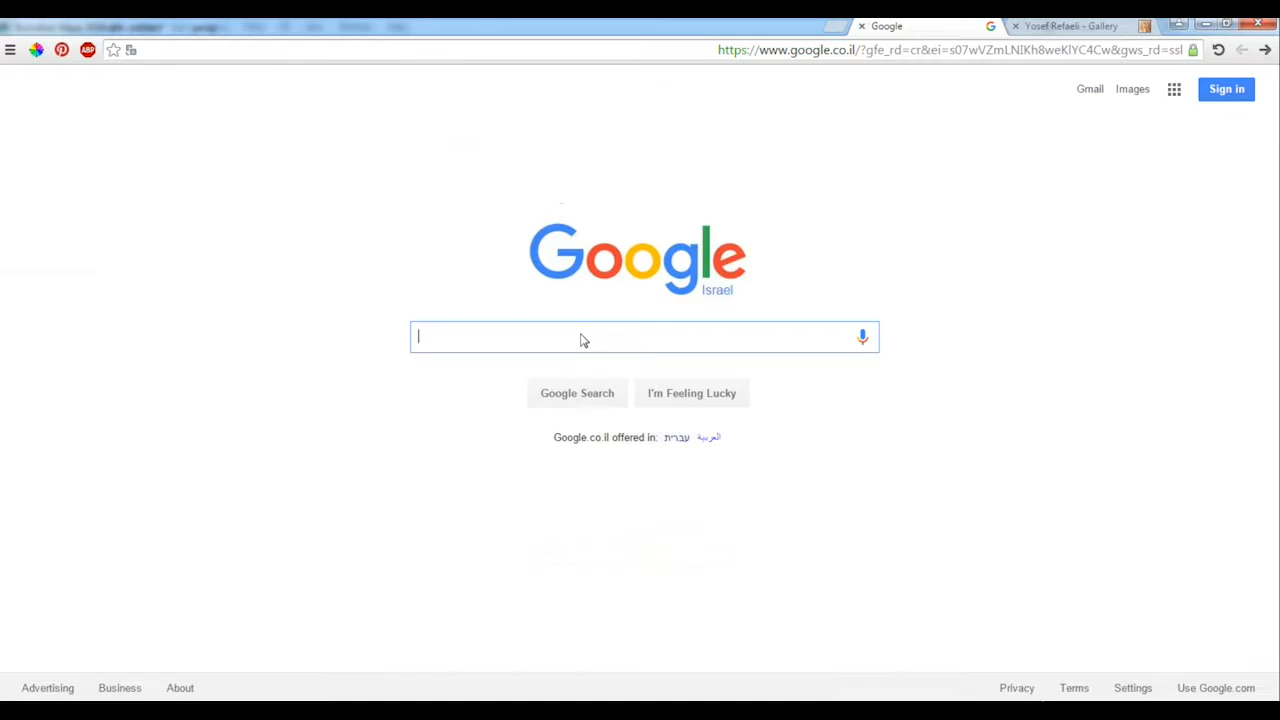 Google
Yosef Refaeli - Gallery
ABP
https://www.google.co.il/?gfe_rd=cr&ei=s07wVZmLNIKh8weKlYC4Cw&gws_rd=ssl
Gmail Images Sign in
Google
Israel
Google Search I'm Feeling Lucky
Google.co.il offered in: עברית العربية
Advertising Business About Privacy Terms Settings Use Google.com